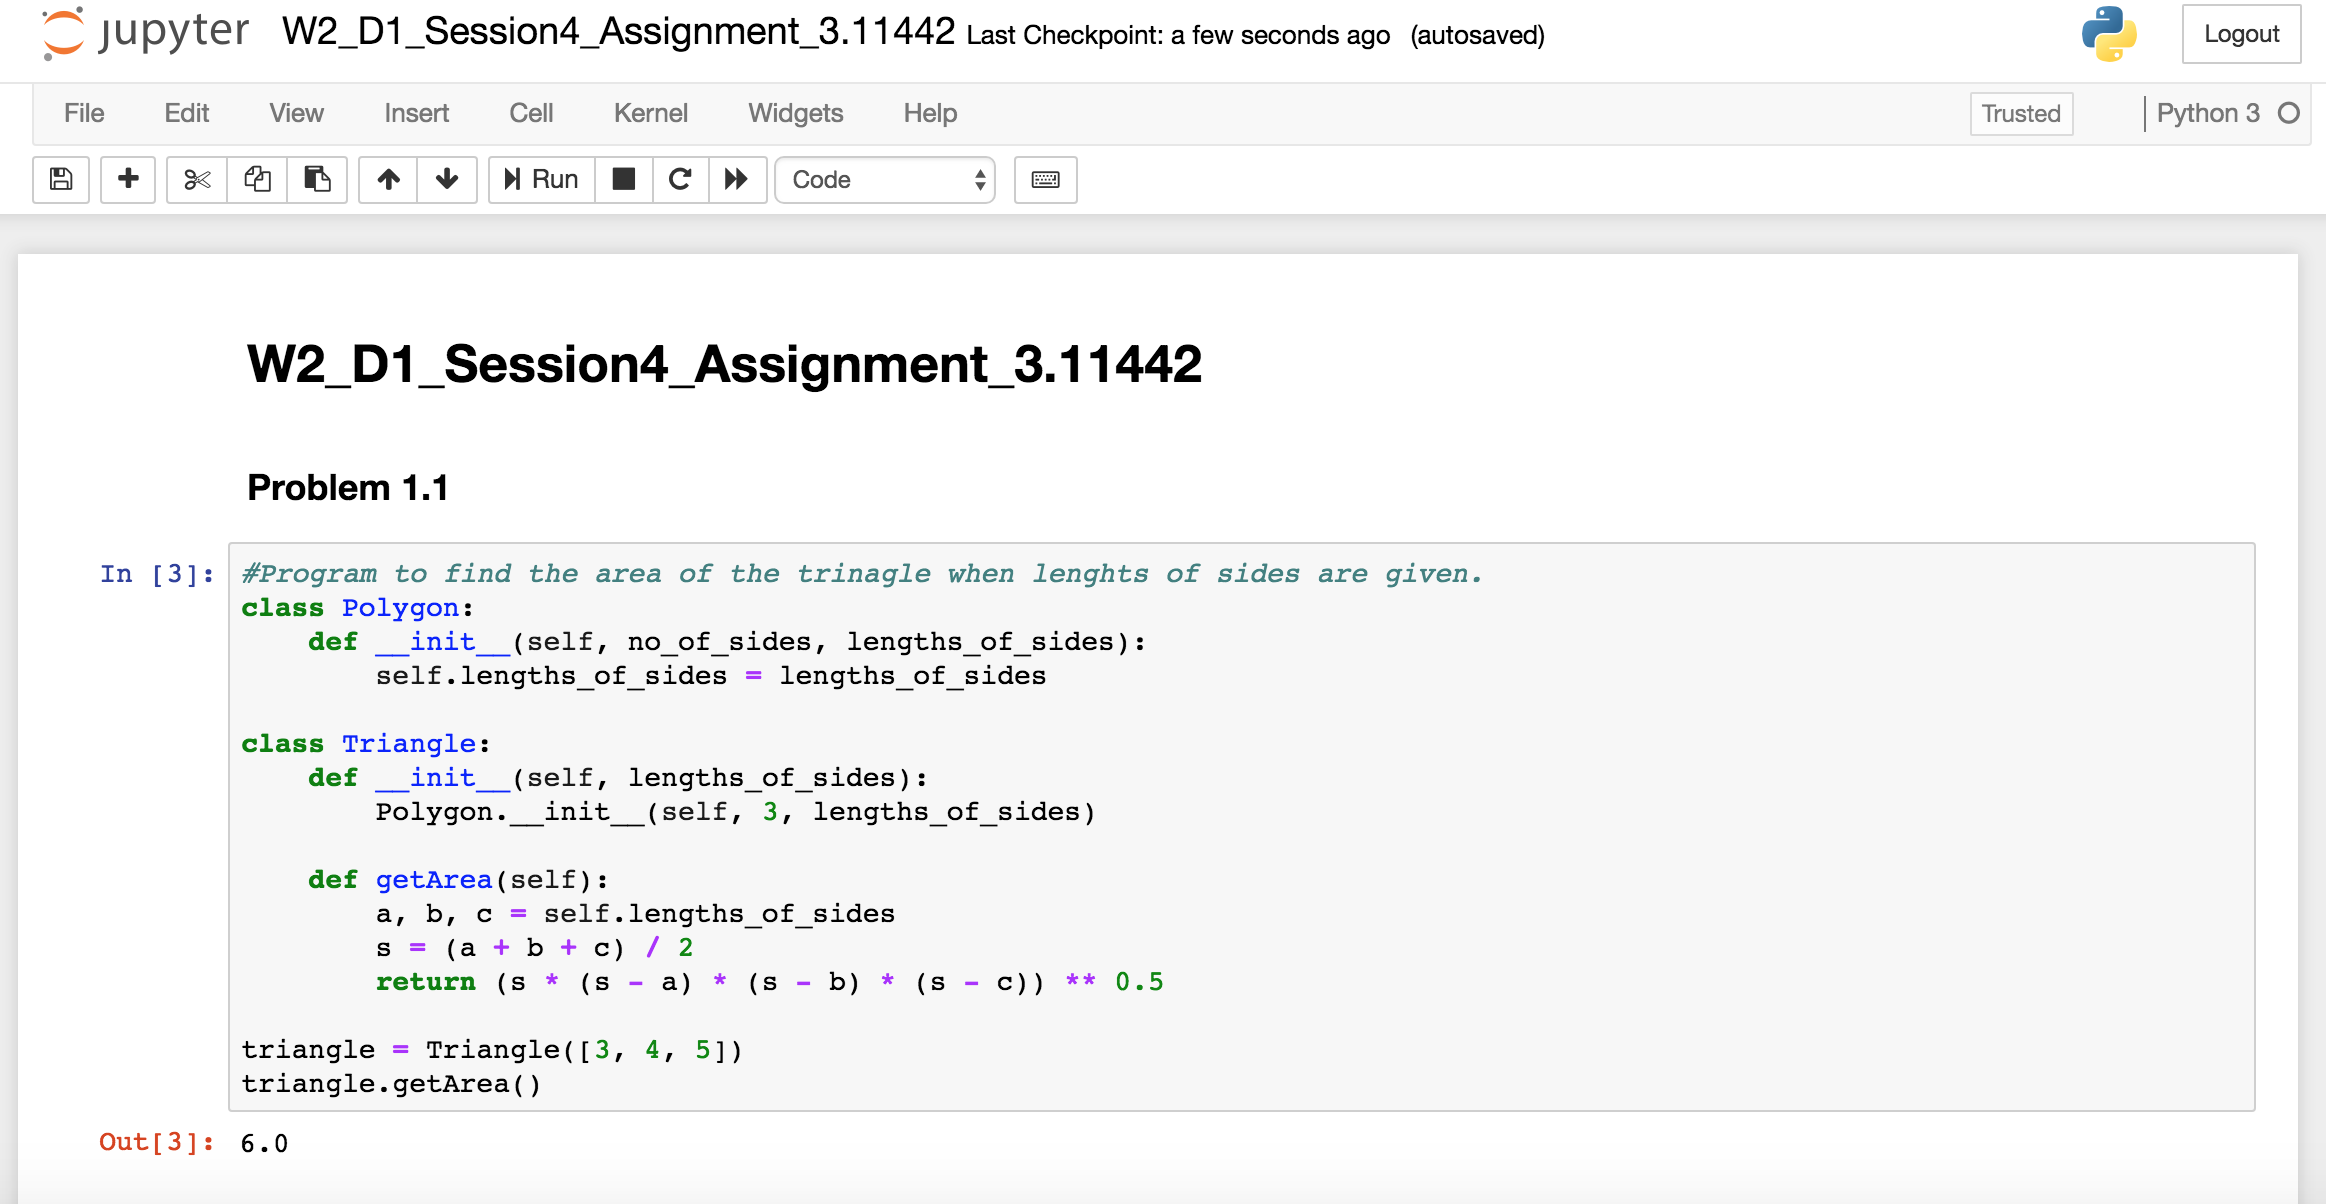 jupyter W2_D1_Session4_Assignment_3.11442 Last Checkpoint: a few seconds ago (autosaved) Logout
File Edit View Insert Cell Kernel Widgets Help Trusted Python 3
Run Code
W2_D1_Session4_Assignment_3.11442
Problem 1.1
In [3]: #Program to find the area of the trinagle when lenghts of sides are given.
class Polygon:
    def __init__(self, no_of_sides, lengths_of_sides):
        self.lengths_of_sides = lengths_of_sides

class Triangle:
    def __init__(self, lengths_of_sides):
        Polygon.__init__(self, 3, lengths_of_sides)

    def getArea(self):
        a, b, c = self.lengths_of_sides
        s = (a + b + c) / 2
        return (s * (s - a) * (s - b) * (s - c)) ** 0.5

triangle = Triangle([3, 4, 5])
triangle.getArea()
Out[3]: 6.0